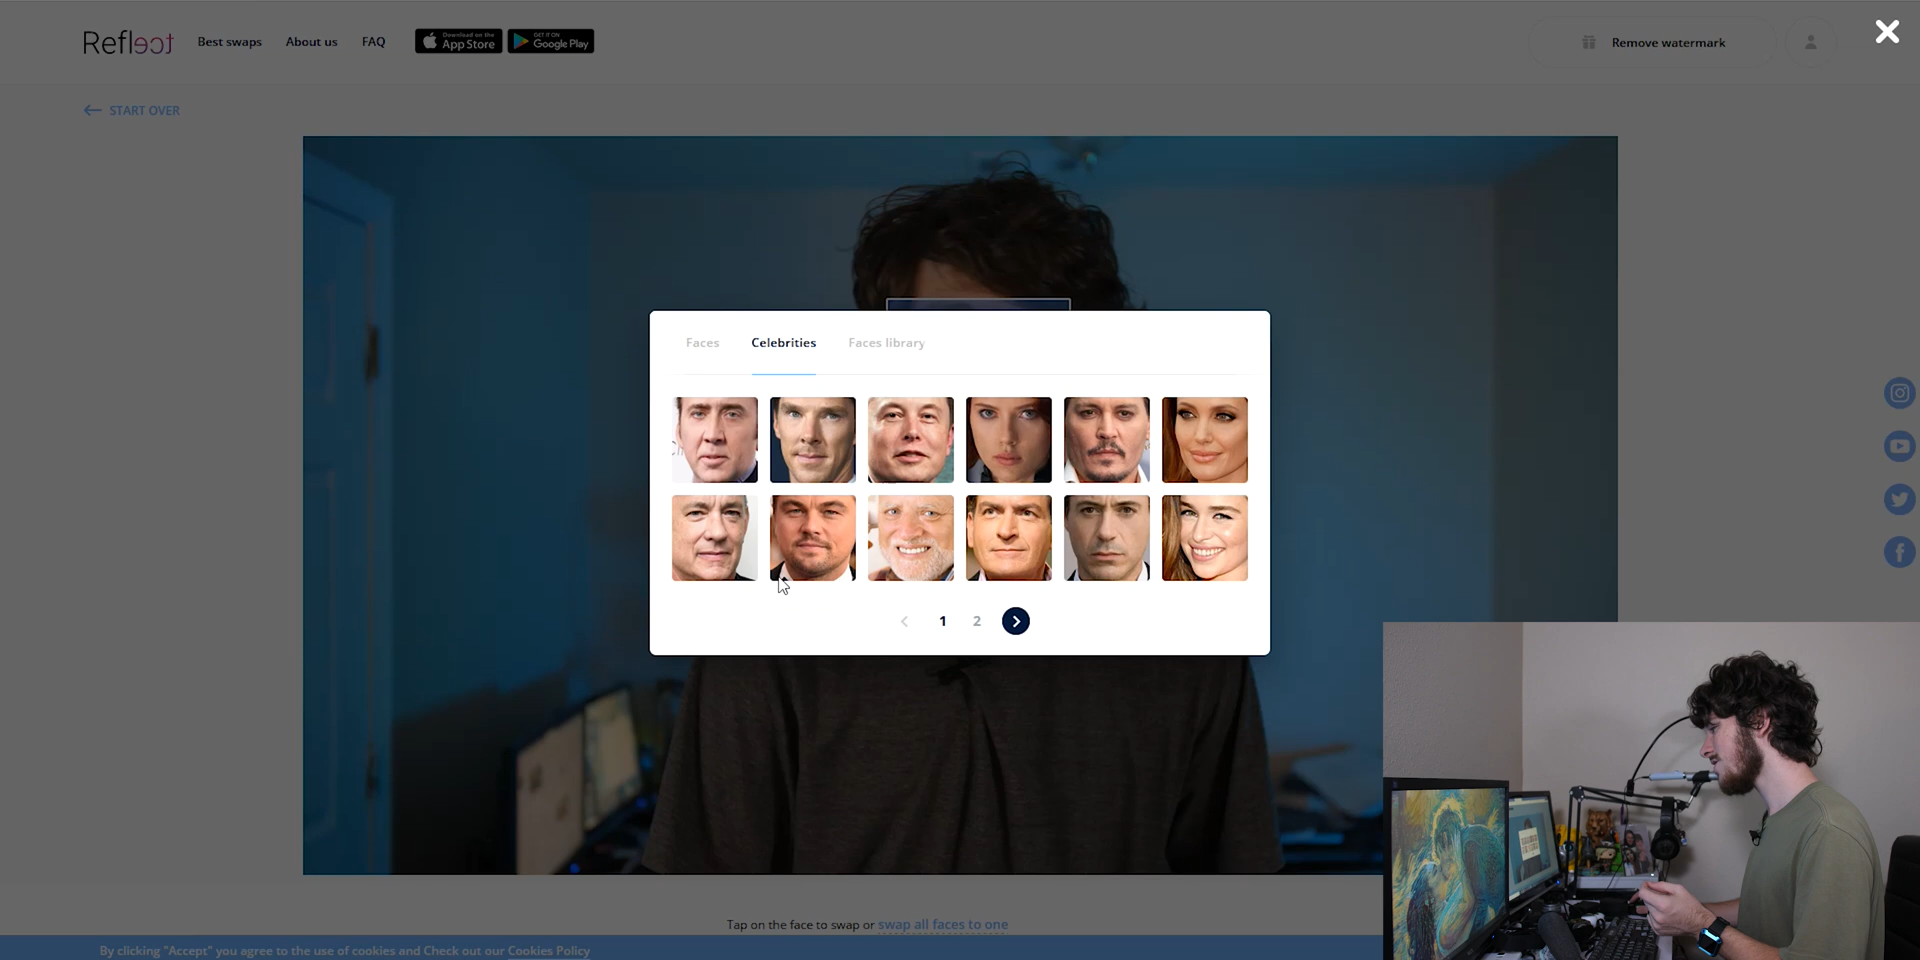 Reflect
Best swaps
About us
FAQ
Download on the
App Store
GET IT ON
Google Play
Remove watermark
START OVER
Faces
Celebrities
Faces library
1
2
Tap on the face to swap or swap all faces to one
By clicking "Accept" you agree to the use of cookies and Check out our Cookies Policy